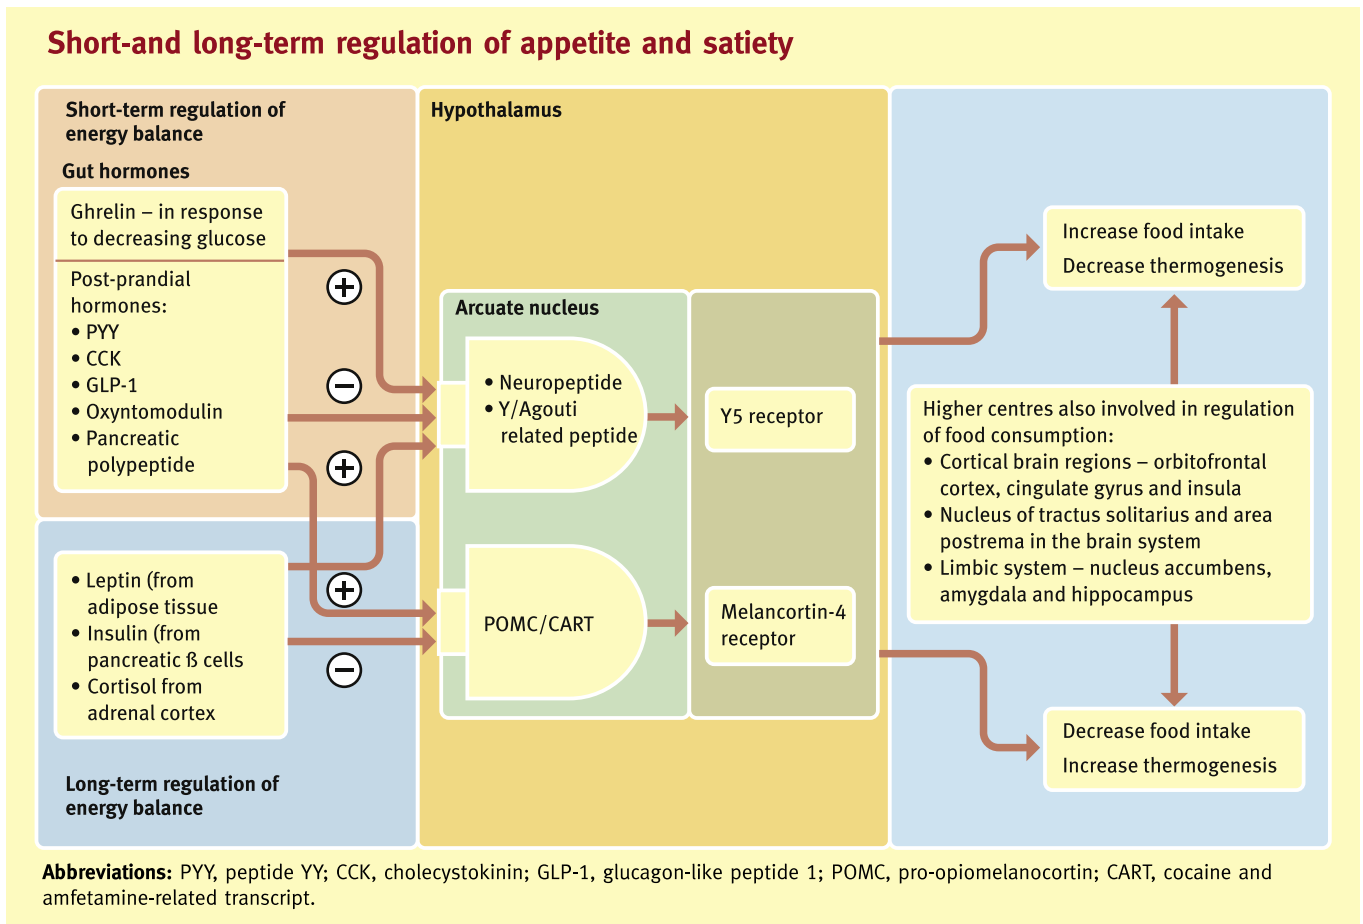 Short-and long-term regulation of appetite and satiety
Short-term regulation of
energy balance
Gut hormones
Ghrelin – in response
to decreasing glucose
Post-prandial
hormones:
• PYY
• CCK
• GLP-1
• Oxyntomodulin
• Pancreatic
polypeptide
+
−
+
+
−
• Leptin (from
adipose tissue
• Insulin (from
pancreatic ß cells
• Cortisol from
adrenal cortex
Long-term regulation of
energy balance
Hypothalamus
Arcuate nucleus
• Neuropeptide
• Y/Agouti
related peptide
Y5 receptor
POMC/CART
Melancortin-4
receptor
Increase food intake
Decrease thermogenesis
Higher centres also involved in regulation
of food consumption:
• Cortical brain regions – orbitofrontal
cortex, cingulate gyrus and insula
• Nucleus of tractus solitarius and area
postrema in the brain system
• Limbic system – nucleus accumbens,
amygdala and hippocampus
Decrease food intake
Increase thermogenesis
Abbreviations: PYY, peptide YY; CCK, cholecystokinin; GLP-1, glucagon-like peptide 1; POMC, pro-opiomelanocortin; CART, cocaine and
amfetamine-related transcript.